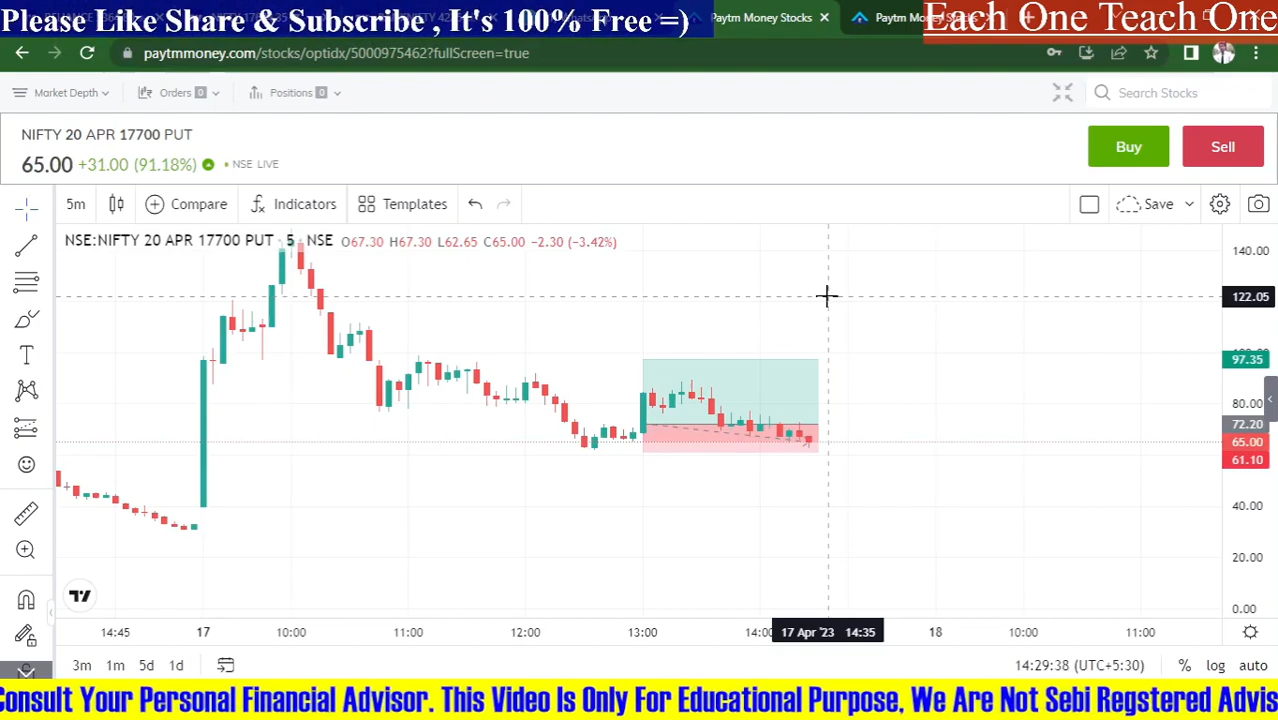 Please Like Share & Subscribe , It's 100% Free =)
Paytm Money Stocks
Paytm Money
Each One Teach One
paytmmoney.com/stocks/optidx/5000975462?fullScreen=true
Market Depth
Orders 0
Positions 0
Search Stocks
NIFTY 20 APR 17700 PUT
65.00 +31.00 (91.18%) NSE LIVE
Buy
Sell
5m
Compare
Indicators
Templates
Save
NSE:NIFTY 20 APR 17700 PUT · 5 · NSE O67.30 H67.30 L62.65 C65.00 -2.30 (-3.42%)
140.00
122.05
97.35
80.00
72.20
65.00
61.10
40.00
20.00
0.00
14:45 17 10:00 11:00 12:00 13:00 14:00 17 Apr '23 14:35 18 10:00 11:00
3m 1m 5d 1d
14:29:38 (UTC+5:30) % log auto
Consult Your Personal Financial Advisor. This Video Is Only For Educational Purpose, We Are Not Sebi Regstered Advis